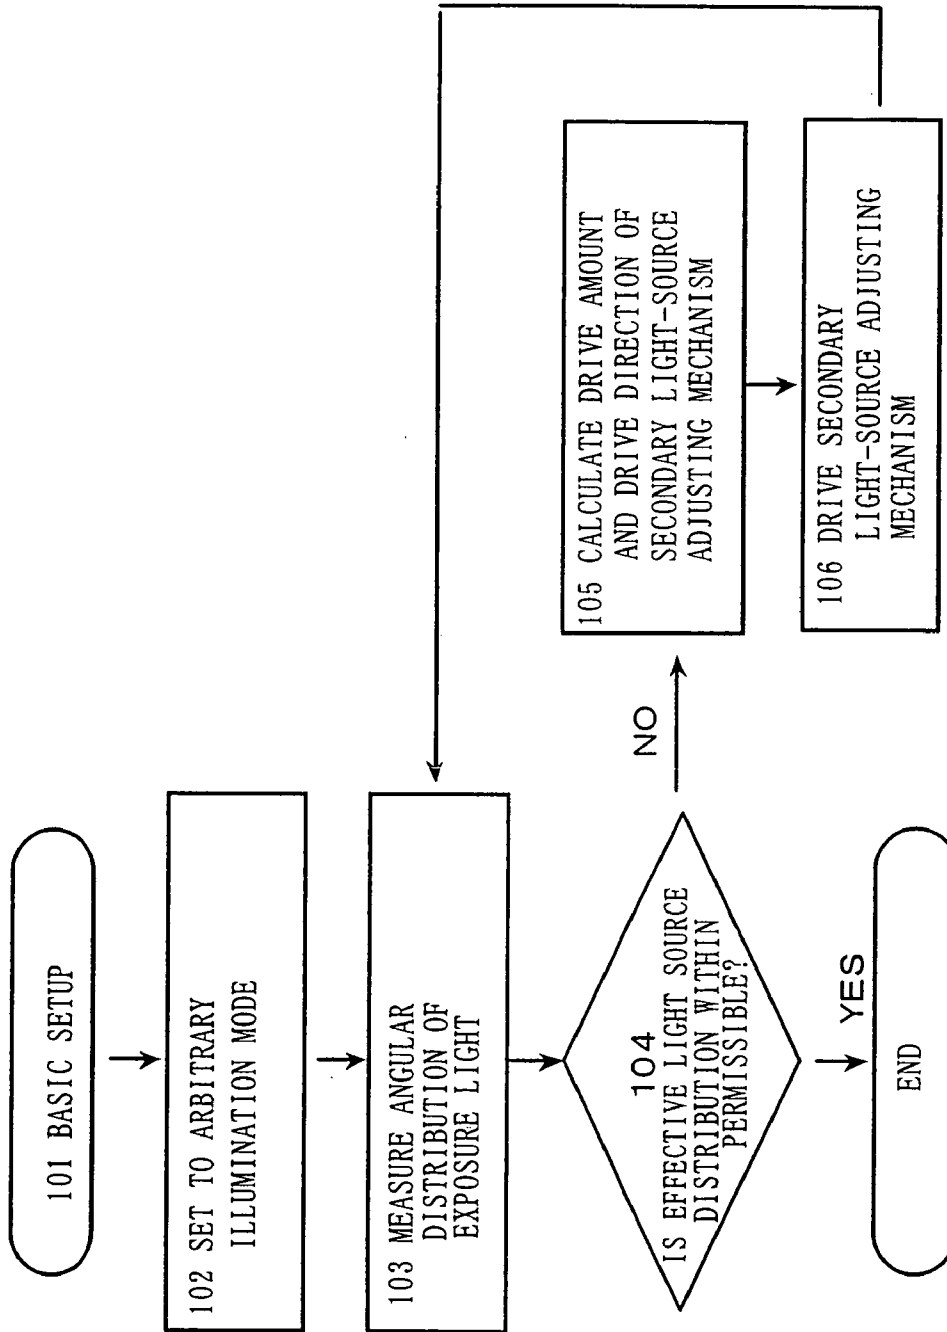 101 BASIC SETUP
102 SET TO ARBITRARY
ILLUMINATION MODE
103 MEASURE ANGULAR
DISTRIBUTION OF
EXPOSURE LIGHT
104
IS EFFECTIVE LIGHT SOURCE
DISTRIBUTION WITHIN
PERMISSIBLE?
NO
105 CALCULATE DRIVE AMOUNT
AND DRIVE DIRECTION OF
SECONDARY LIGHT-SOURCE
ADJUSTING MECHANISM
106 DRIVE SECONDARY
LIGHT-SOURCE ADJUSTING
MECHANISM
YES
END